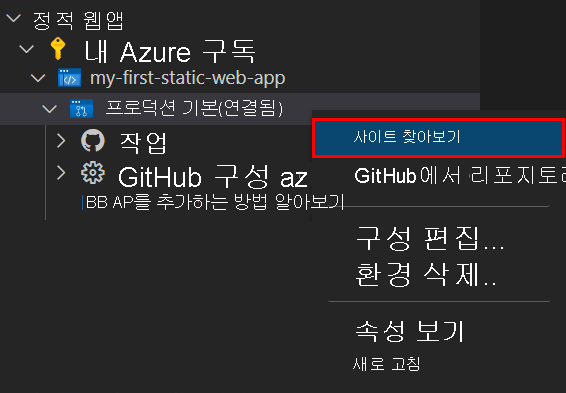 정적 웹앱
내 Azure 구독
my-first-static-web-app
프로덕션 기본(연결됨)
작업
GitHub 구성 az
BB AP를 추가하는 방법 알아보기
사이트 찾아보기
GitHub에서 리포지토리
구성 편집...
환경 삭제..
속성 보기
새로 고침